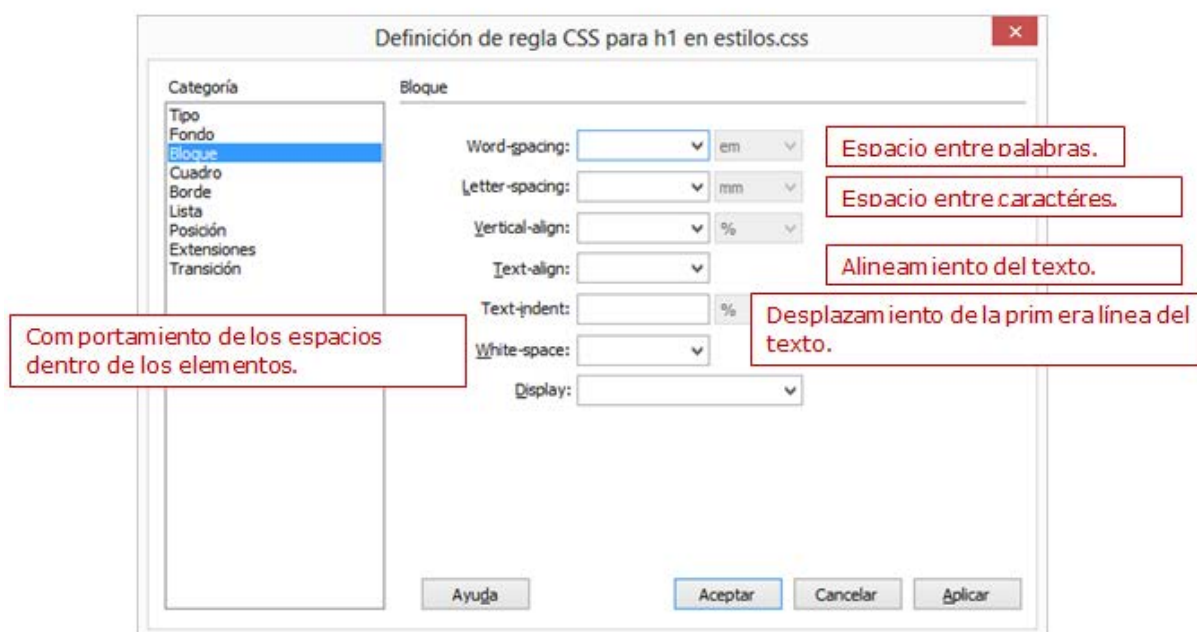 Definición de regla CSS para h1 en estilos.css
Categoría
Tipo
Fondo
Bloque
Cuadro
Borde
Lista
Posición
Extensiones
Transición
Bloque
Word-spacing: em
Letter-spacing: mm
Vertical-align: %
Text-align:
Text-indent: %
White-space:
Display:
Espacio entre palabras.
Espacio entre caractéres.
Alineamiento del texto.
Desplazamiento de la primera línea del
texto.
Comportamiento de los espacios
dentro de los elementos.
Ayuda Aceptar Cancelar Aplicar